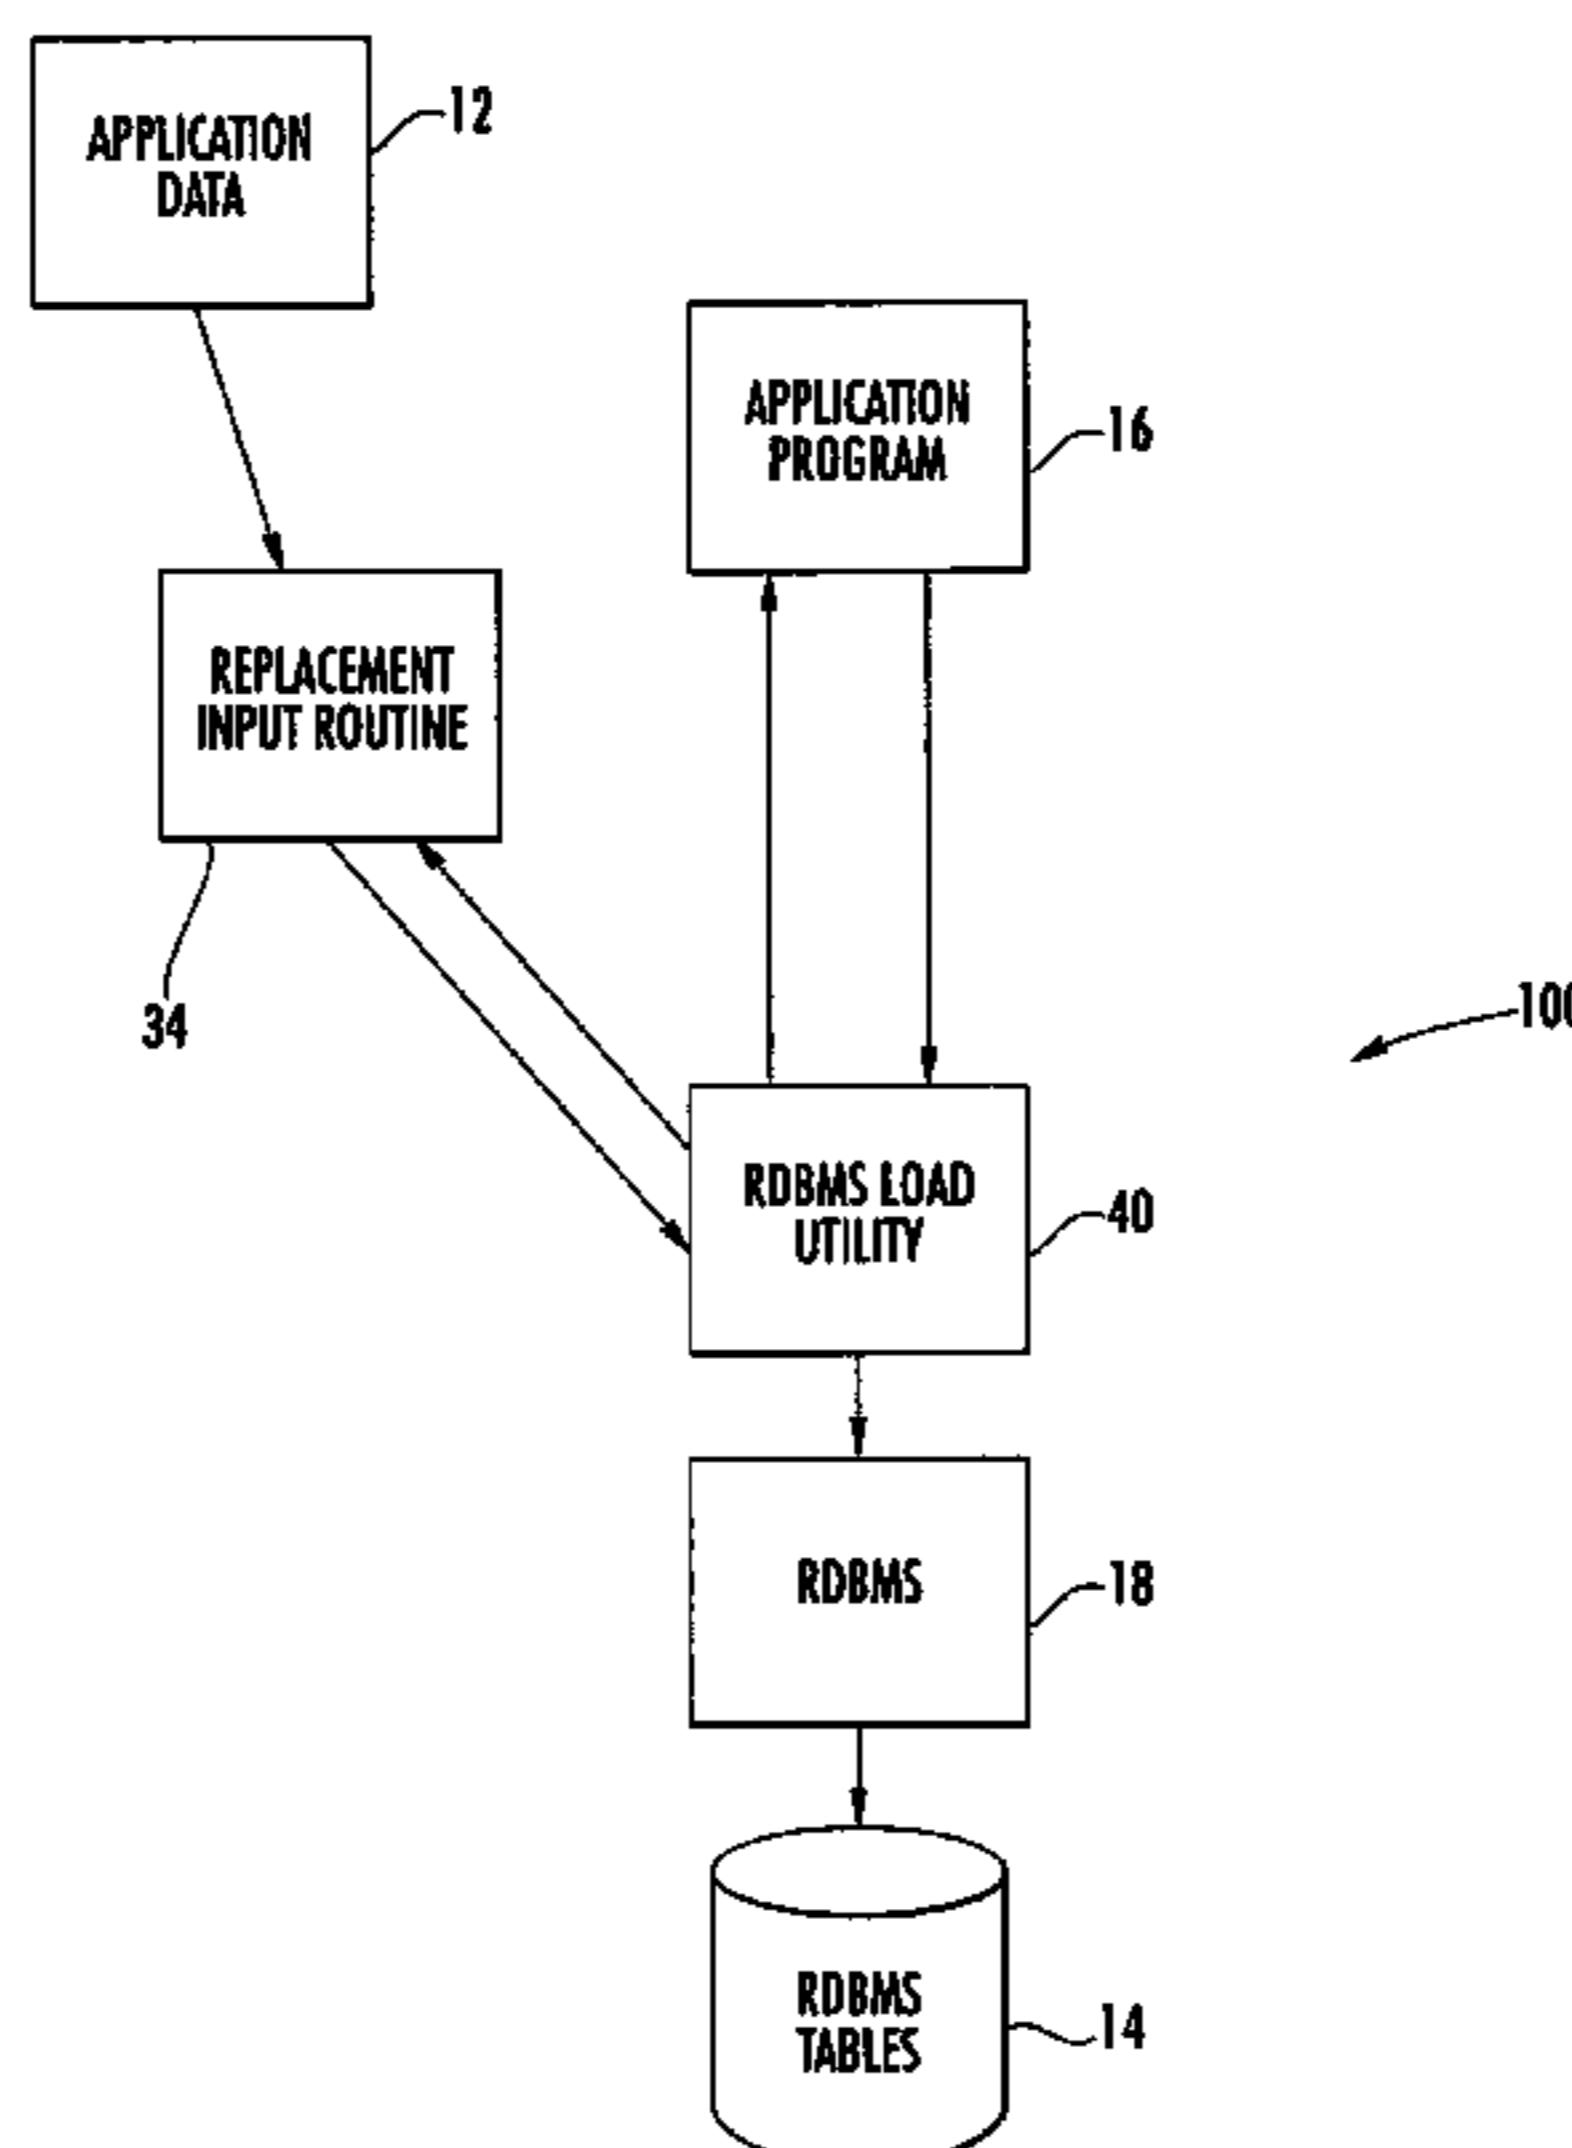 APPLICATION
DATA
12
APPLICATION
PROGRAM
16
REPLACEMENT
INPUT ROUTINE
34
100
RDBMS LOAD
UTILITY
40
RDBMS
18
RDBMS
TABLES
14